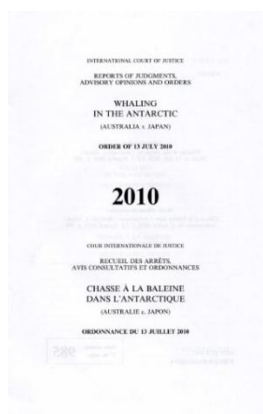 INTERNATIONAL COURT OF JUSTICE
REPORTS OF JUDGMENTS,
ADVISORY OPINIONS AND ORDERS
WHALING
IN THE ANTARCTIC
(AUSTRALIA v. JAPAN)
ORDER OF 13 JULY 2010
2010
COUR INTERNATIONALE DE JUSTICE
RECUEIL DES ARRÊTS,
AVIS CONSULTATIFS ET ORDONNANCES
CHASSE À LA BALEINE
DANS L'ANTARCTIQUE
(AUSTRALIE c. JAPON)
ORDONNANCE DU 13 JUILLET 2010